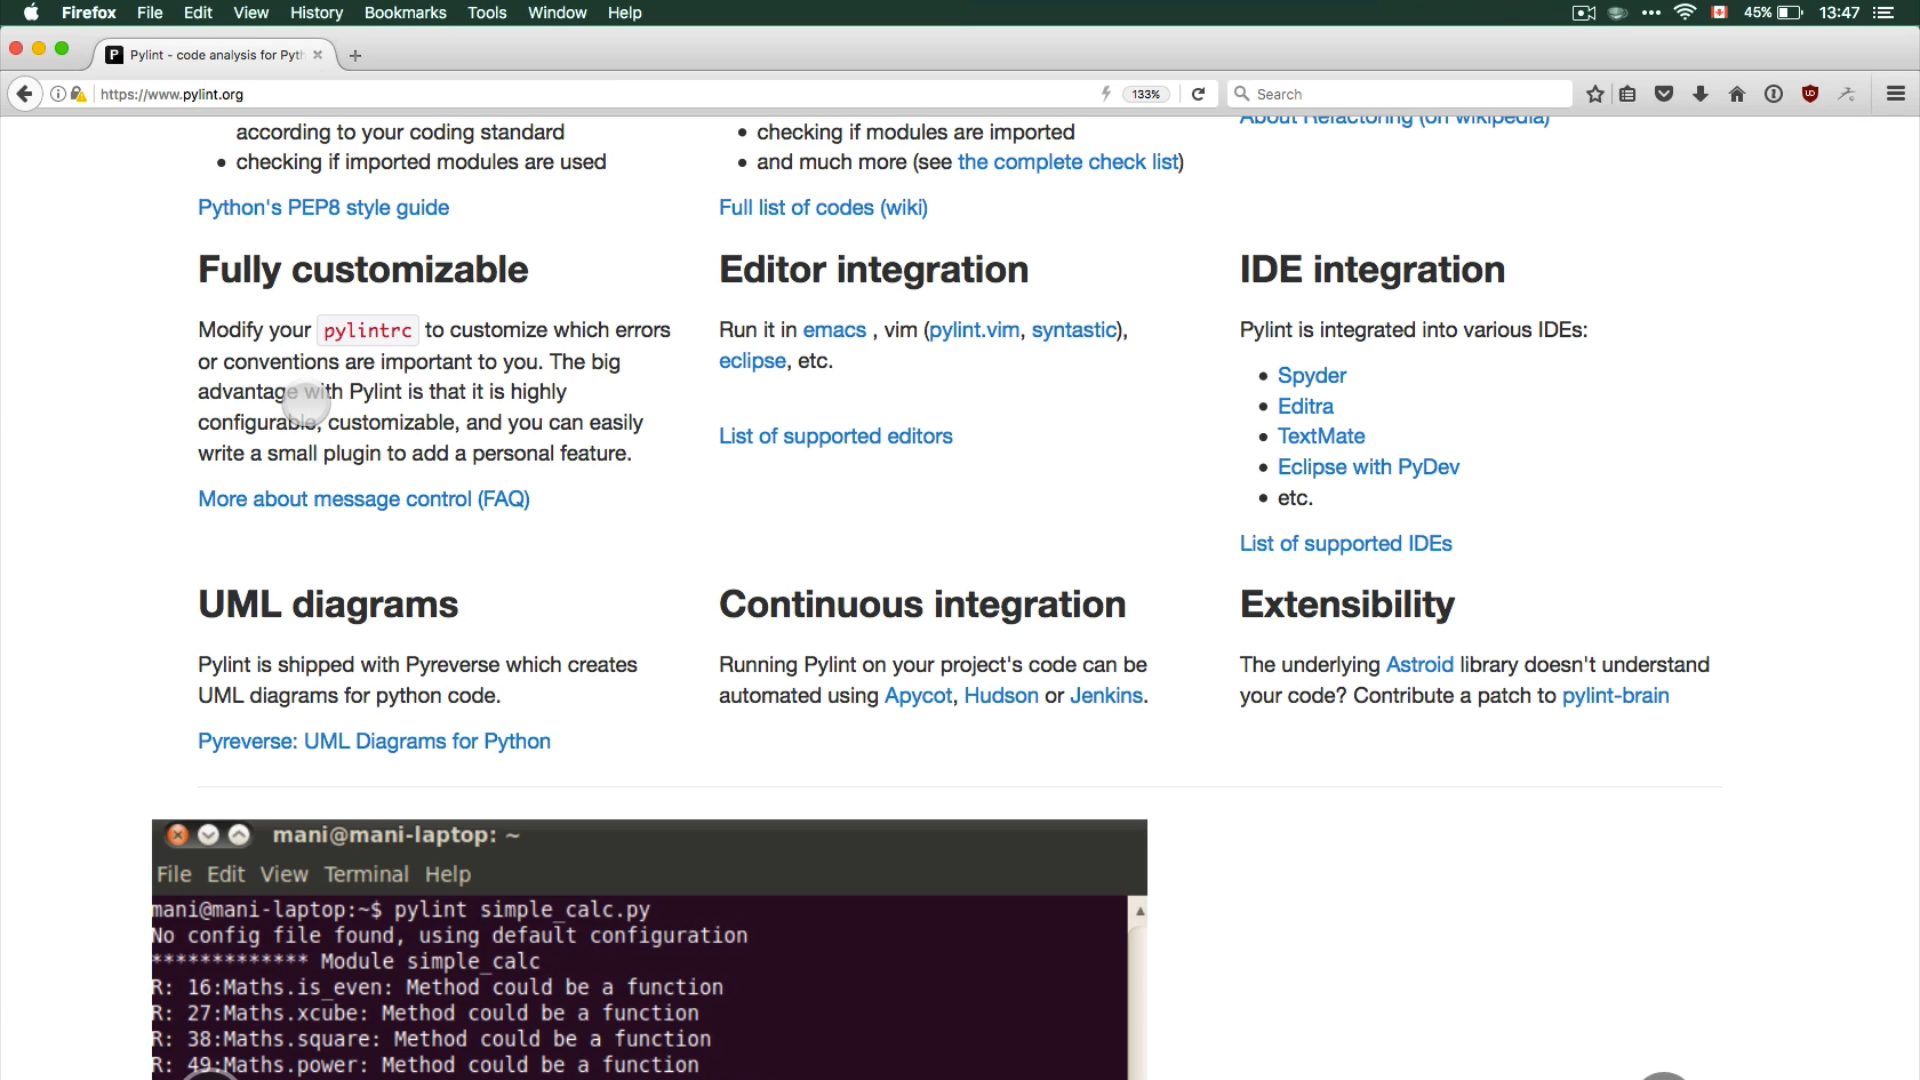 Firefox File Edit View History Bookmarks Tools Window Help 45% 13:47
P Pylint - code analysis for Pyth
https://www.pylint.org 133% Search
according to your coding standard
• checking if imported modules are used
Python's PEP8 style guide
• checking if modules are imported
• and much more (see the complete check list)
Full list of codes (wiki)
About Refactoring (on wikipedia)
Fully customizable
Modify your pylintrc to customize which errors
or conventions are important to you. The big
advantage with Pylint is that it is highly
configurable, customizable, and you can easily
write a small plugin to add a personal feature.
More about message control (FAQ)
Editor integration
Run it in emacs , vim (pylint.vim, syntastic),
eclipse, etc.
List of supported editors
IDE integration
Pylint is integrated into various IDEs:
• Spyder
• Editra
• TextMate
• Eclipse with PyDev
• etc.
List of supported IDEs
UML diagrams
Pylint is shipped with Pyreverse which creates
UML diagrams for python code.
Pyreverse: UML Diagrams for Python
Continuous integration
Running Pylint on your project's code can be
automated using Apycot, Hudson or Jenkins.
Extensibility
The underlying Astroid library doesn't understand
your code? Contribute a patch to pylint-brain
mani@mani-laptop: ~
File Edit View Terminal Help
mani@mani-laptop:~$ pylint simple_calc.py
No config file found, using default configuration
************* Module simple_calc
R: 16:Maths.is_even: Method could be a function
R: 27:Maths.xcube: Method could be a function
R: 38:Maths.square: Method could be a function
R: 49:Maths.power: Method could be a function